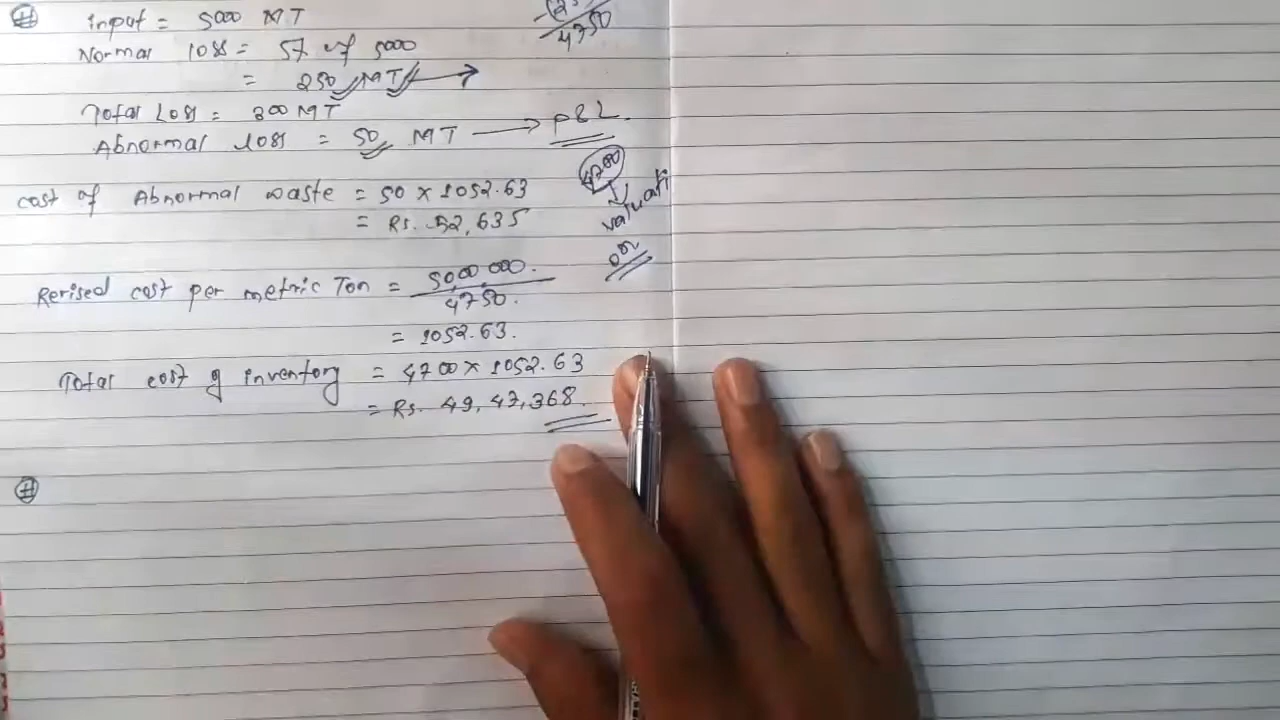 # input = 5000 MT
Normal loss = 5% of 5000
= 250 MT →
Total Loss = 300 MT
Abnormal loss = 50 MT → P&L.
4750
4700
valuati
Cost of Abnormal waste = 50 x 1052.63
= Rs. 52,635
Revised cost per metric Ton = 5000,000.
4750.
= 1052.63.
Total cost of inventory = 4700 x 1052.63
= Rs. 49,47,368.
#